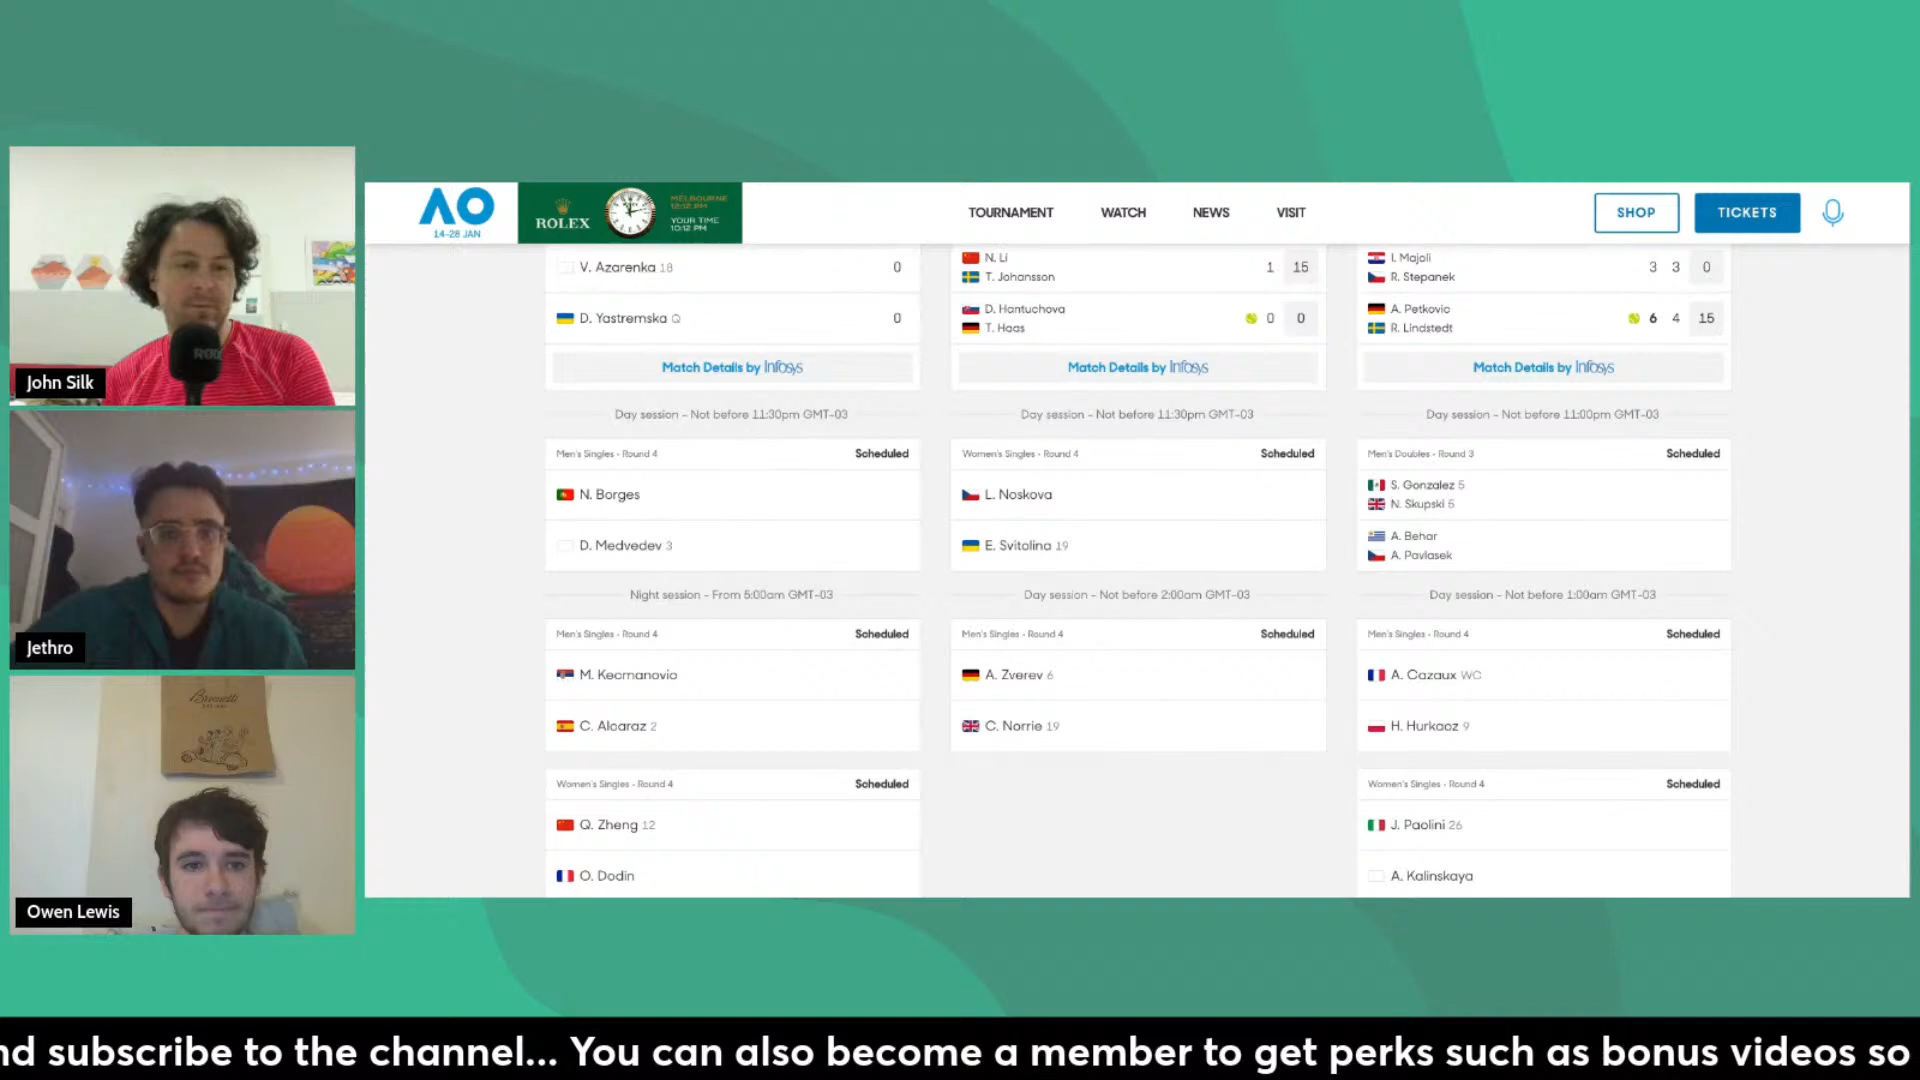 AO
14-28 JAN
ROLEX
MELBOURNE
12:12 PM
YOUR TIME
10:12 PM
TOURNAMENT
WATCH
NEWS
VISIT
SHOP
TICKETS
V. Azarenka 18 0
D. Yastremska Q 0
Match Details by Infosys
Day session - Not before 11:30pm GMT-03
Men's Singles • Round 4 Scheduled
N. Borges
D. Medvedev 3
Night session - From 5:00am GMT-03
Men's Singles • Round 4 Scheduled
M. Kecmanovic
C. Alcaraz 2
Women's Singles • Round 4 Scheduled
Q. Zheng 12
O. Dodin
N. Li
T. Johansson
1 15
D. Hantuchova
T. Haas
0 0
Match Details by Infosys
Day session - Not before 11:30pm GMT-03
Women's Singles • Round 4 Scheduled
L. Noskova
E. Svitolina 19
Day session - Not before 2:00am GMT-03
Men's Singles • Round 4 Scheduled
A. Zverev 6
C. Norrie 19
I. Majoli
R. Stepanek
3 3 0
A. Petkovic
R. Lindstedt
6 4 15
Match Details by Infosys
Day session - Not before 11:00pm GMT-03
Men's Doubles • Round 3 Scheduled
S. Gonzalez 5
N. Skupski 5
A. Behar
A. Pavlasek
Day session - Not before 1:00am GMT-03
Men's Singles • Round 4 Scheduled
A. Cazaux WC
H. Hurkacz 9
Women's Singles • Round 4 Scheduled
J. Paolini 26
A. Kalinskaya
John Silk
Jethro
Brunetti
Owen Lewis
nd subscribe to the channel... You can also become a member to get perks such as bonus videos so